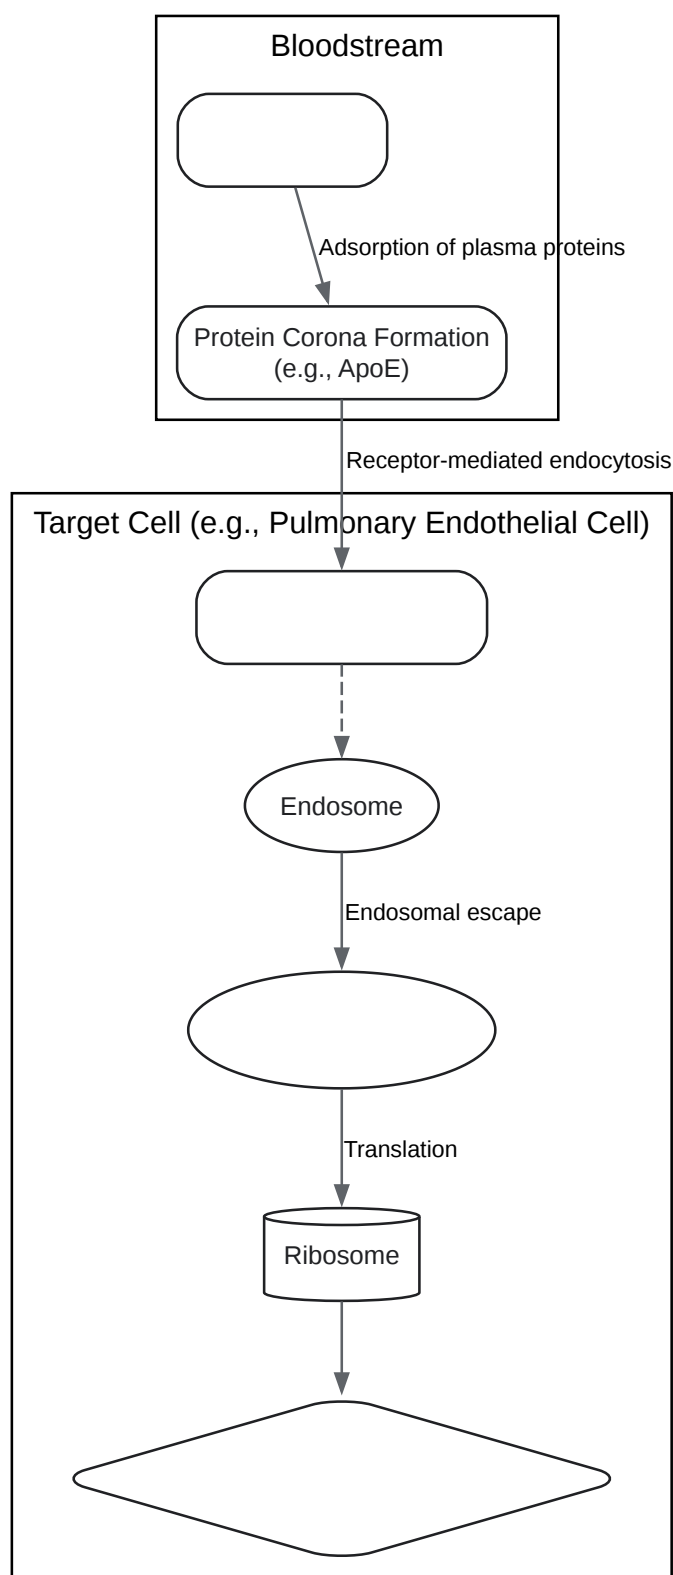 Bloodstream
Adsorption of plasma proteins
Protein Corona Formation
(e.g., ApoE)
Receptor-mediated endocytosis
Target Cell (e.g., Pulmonary Endothelial Cell)
Endosome
Endosomal escape
Translation
Ribosome